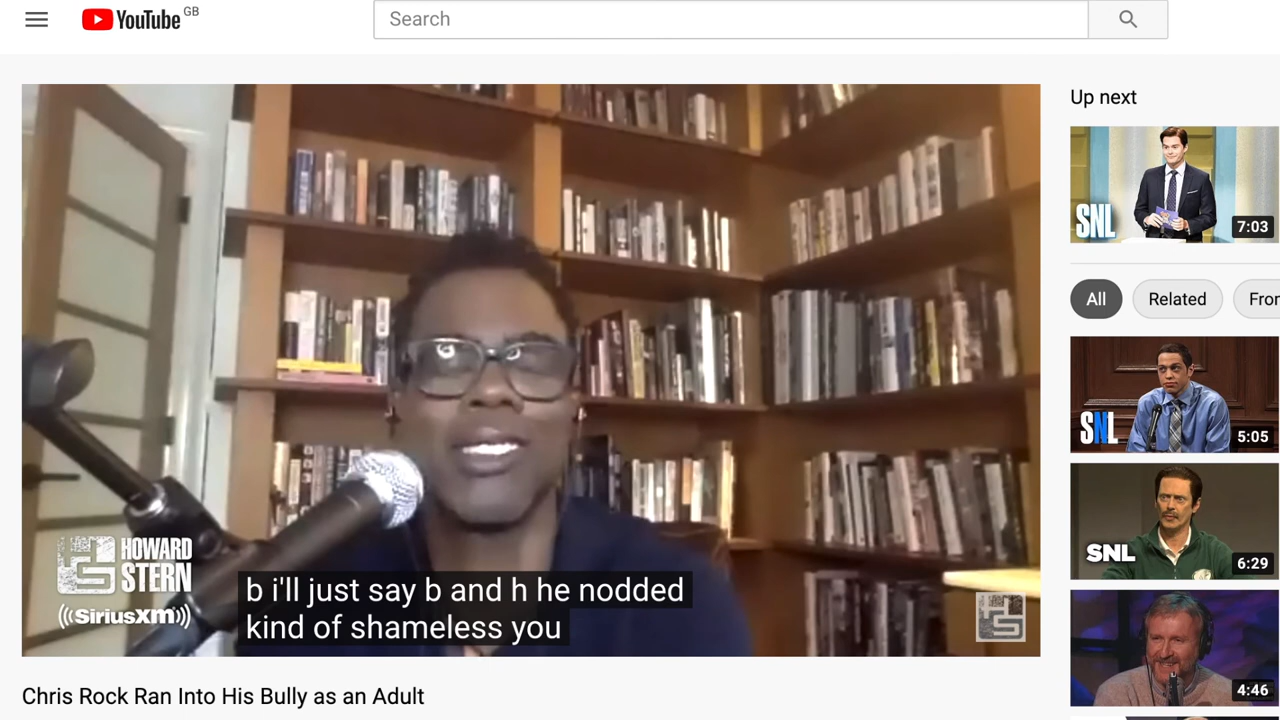 YouTube GB
Search
HOWARD
STERN
((SiriusXM))
b i'll just say b and h he nodded
kind of shameless you
HS
Chris Rock Ran Into His Bully as an Adult
Up next
SNL
7:03
All
Related
Fror
SNL
5:05
SNL
6:29
4:46